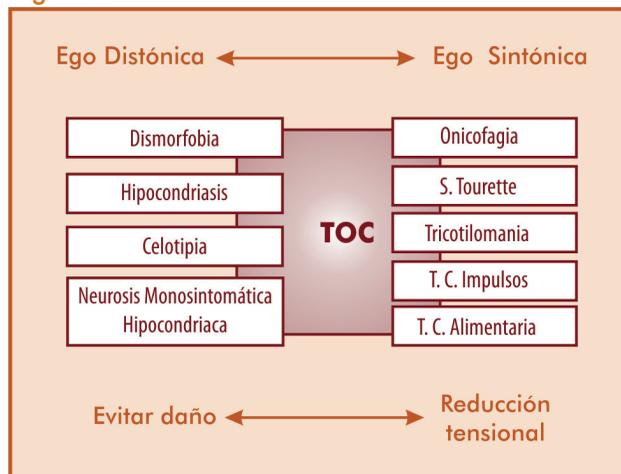 Ego Distónica
Ego Sintónica
Dismorfobia
Hipocondriasis
Celotipia
Neurosis Monosintomática
Hipocondriaca
TOC
Onicofagia
S. Tourette
Tricotilomania
T. C. Impulsos
T. C. Alimentaria
Evitar daño
Reducción
tensional